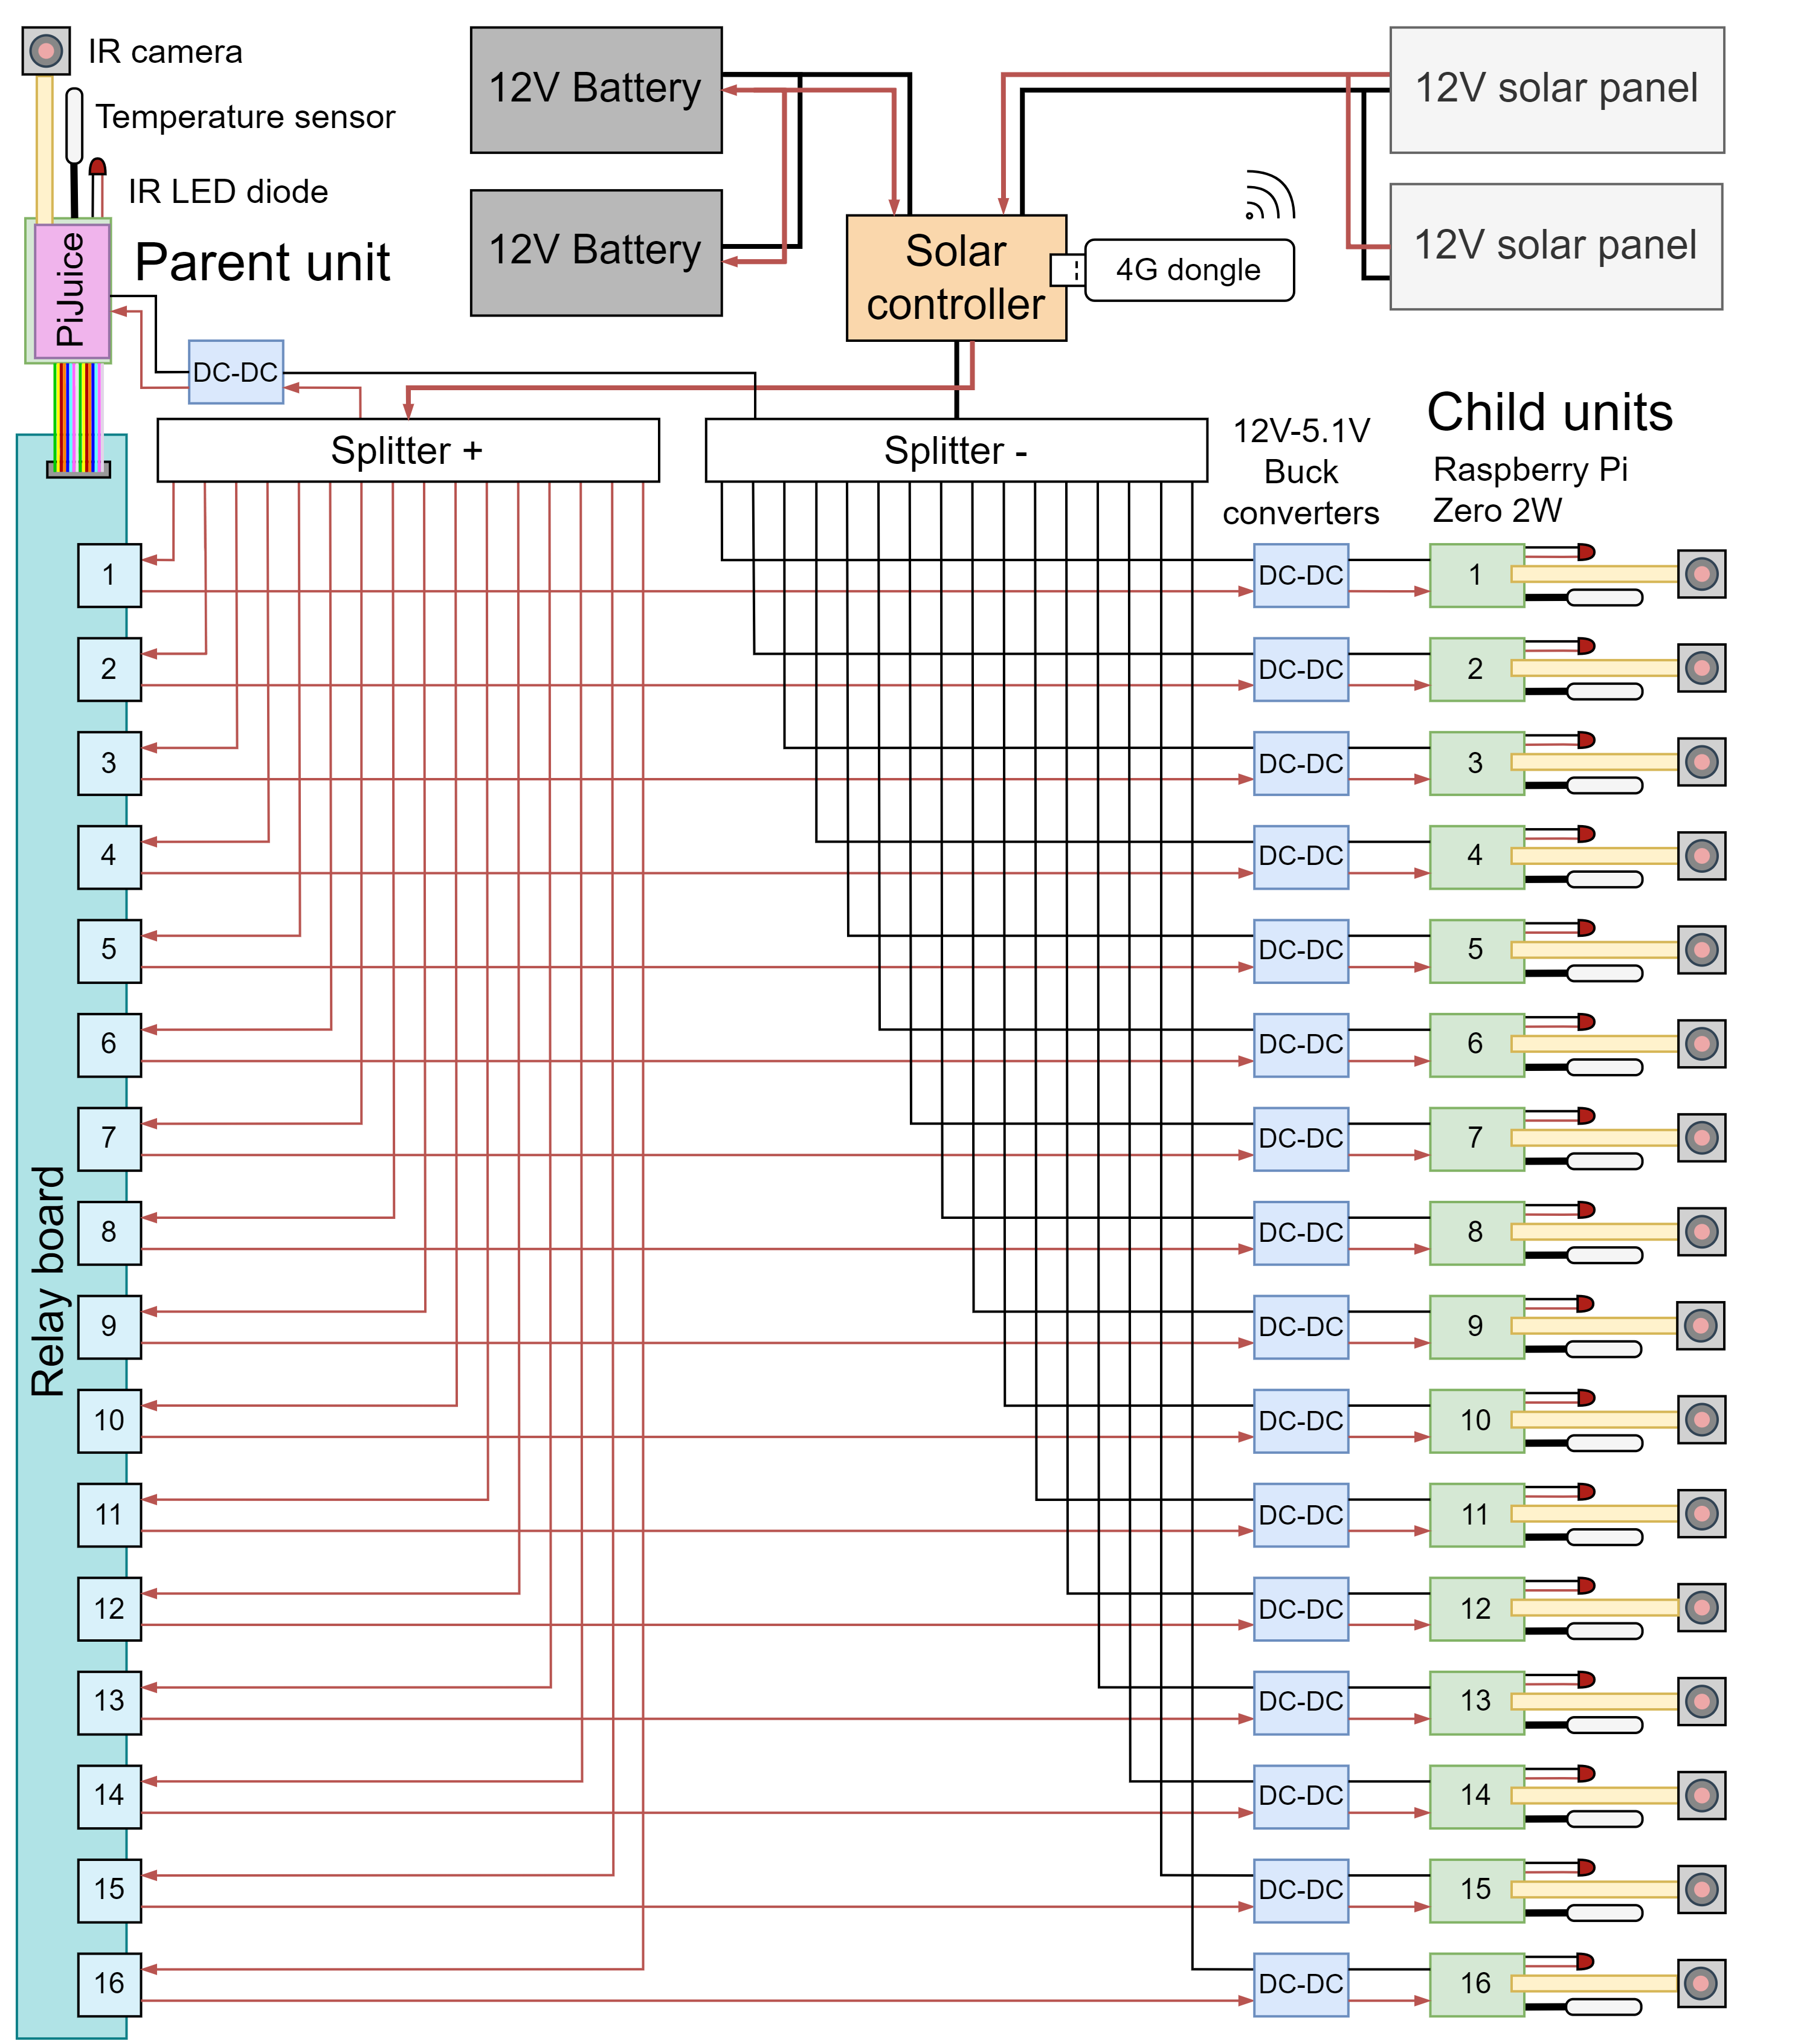 IR camera
Temperature sensor
IR LED diode
Parent unit
PiJuice
12V Battery
12V Battery
Solar
controller
4G dongle
12V solar panel
12V solar panel
DC-DC
Splitter +
Splitter -
12V-5.1V
Buck
converters
Child units
Raspberry Pi
Zero 2W
Relay board
1 DC-DC 1
2 DC-DC 2
3 DC-DC 3
4 DC-DC 4
5 DC-DC 5
6 DC-DC 6
7 DC-DC 7
8 DC-DC 8
9 DC-DC 9
10 DC-DC 10
11 DC-DC 11
12 DC-DC 12
13 DC-DC 13
14 DC-DC 14
15 DC-DC 15
16 DC-DC 16